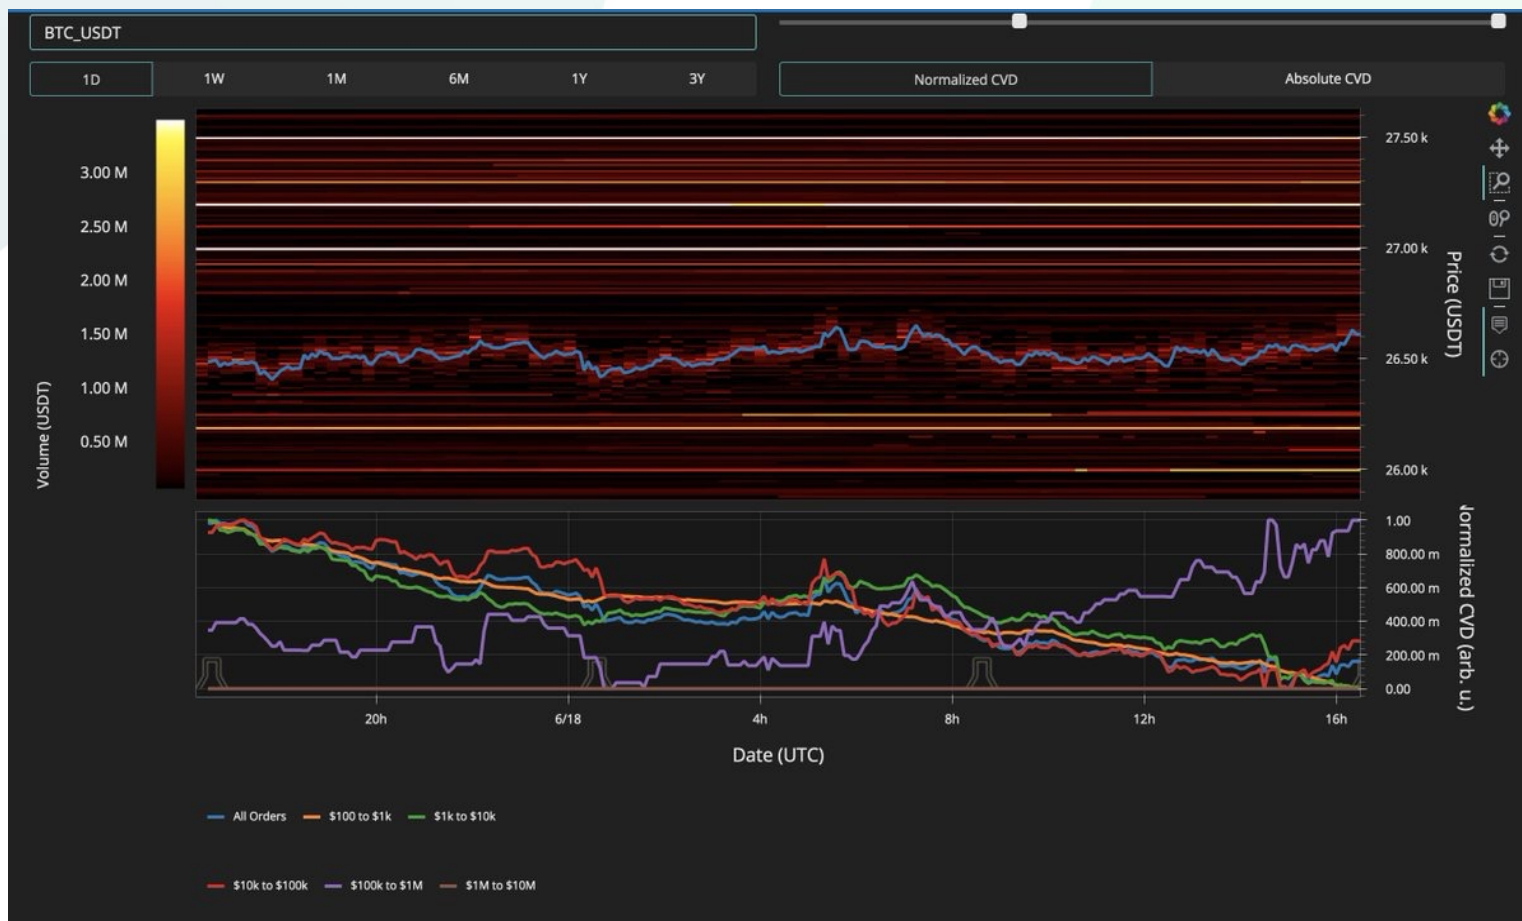 BTC_USDT
1D 1W 1M 6M 1Y 3Y
Normalized CVD Absolute CVD
3.00 M
2.50 M
2.00 M
1.50 M
1.00 M
0.50 M
Volume (USDT)
27.50 k
27.00 k
26.50 k
26.00 k
Price (USDT)
1.00
800.00 m
600.00 m
400.00 m
200.00 m
0.00
Normalized CVD (arb. u.)
20h 6/18 4h 8h 12h 16h
Date (UTC)
All Orders $100 to $1k $1k to $10k
$10k to $100k $100k to $1M $1M to $10M